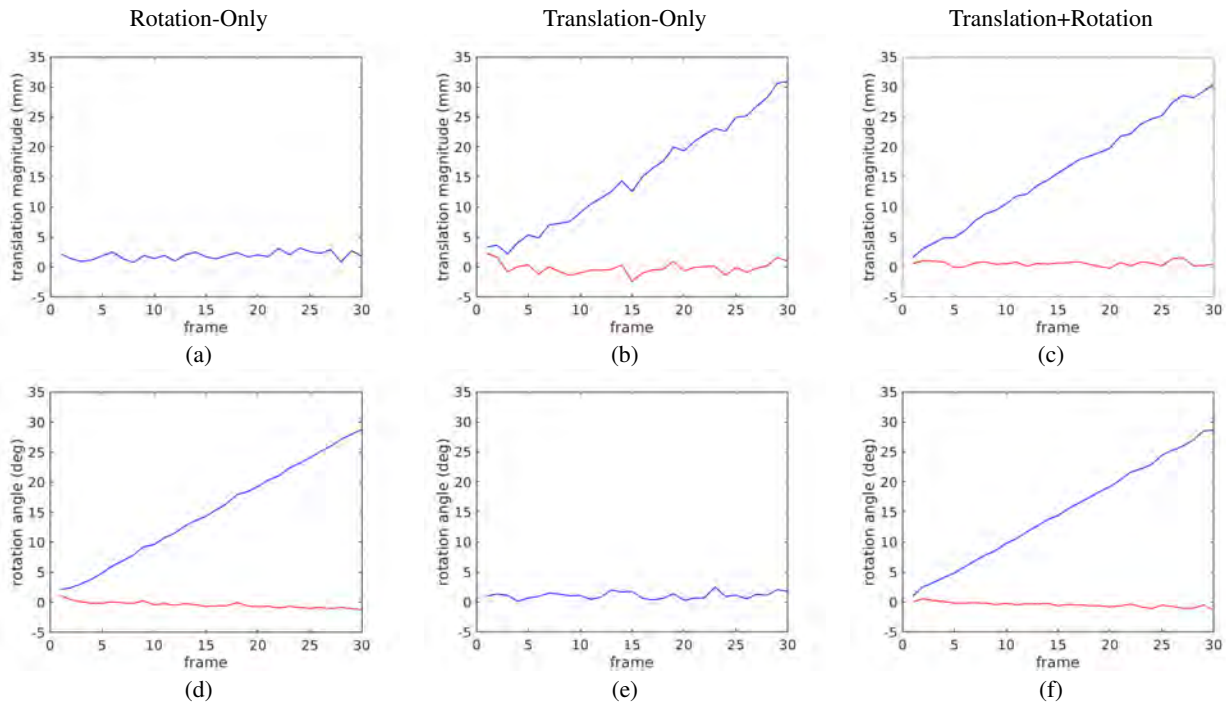 Rotation-Only
Translation-Only
Translation+Rotation
35
30
25
20
15
10
5
0
-5
translation magnitude (mm)
0 5 10 15 20 25 30
frame
(a)
35
30
25
20
15
10
5
0
-5
translation magnitude (mm)
0 5 10 15 20 25 30
frame
(b)
35
30
25
20
15
10
5
0
-5
translation magnitude (mm)
0 5 10 15 20 25 30
frame
(c)
35
30
25
20
15
10
5
0
-5
rotation angle (deg)
0 5 10 15 20 25 30
frame
(d)
35
30
25
20
15
10
5
0
-5
rotation angle (deg)
0 5 10 15 20 25 30
frame
(e)
35
30
25
20
15
10
5
0
-5
rotation angle (deg)
0 5 10 15 20 25 30
frame
(f)